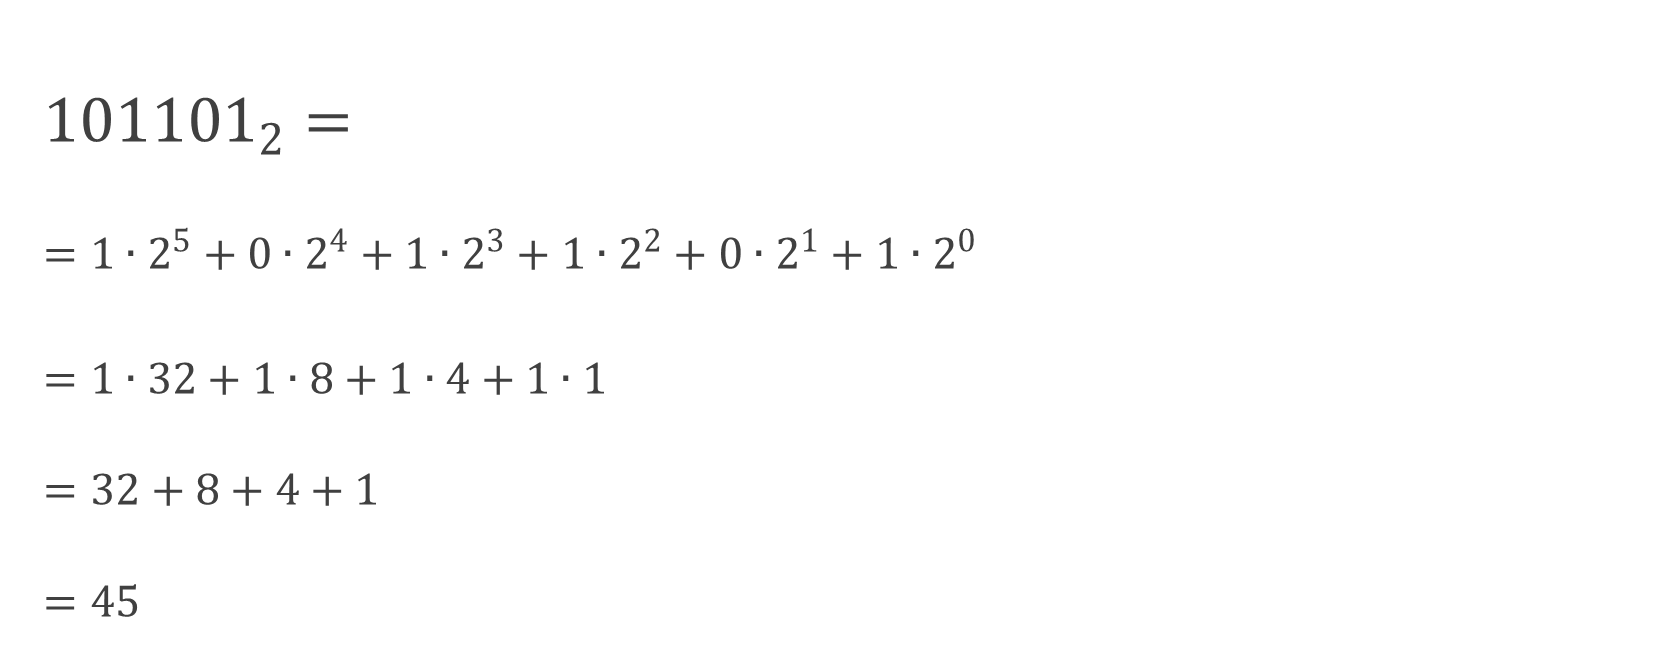 101101₂ =
= 1 · 2⁵ + 0 · 2⁴ + 1 · 2³ + 1 · 2² + 0 · 2¹ + 1 · 2⁰
= 1 · 32 + 1 · 8 + 1 · 4 + 1 · 1
= 32 + 8 + 4 + 1
= 45